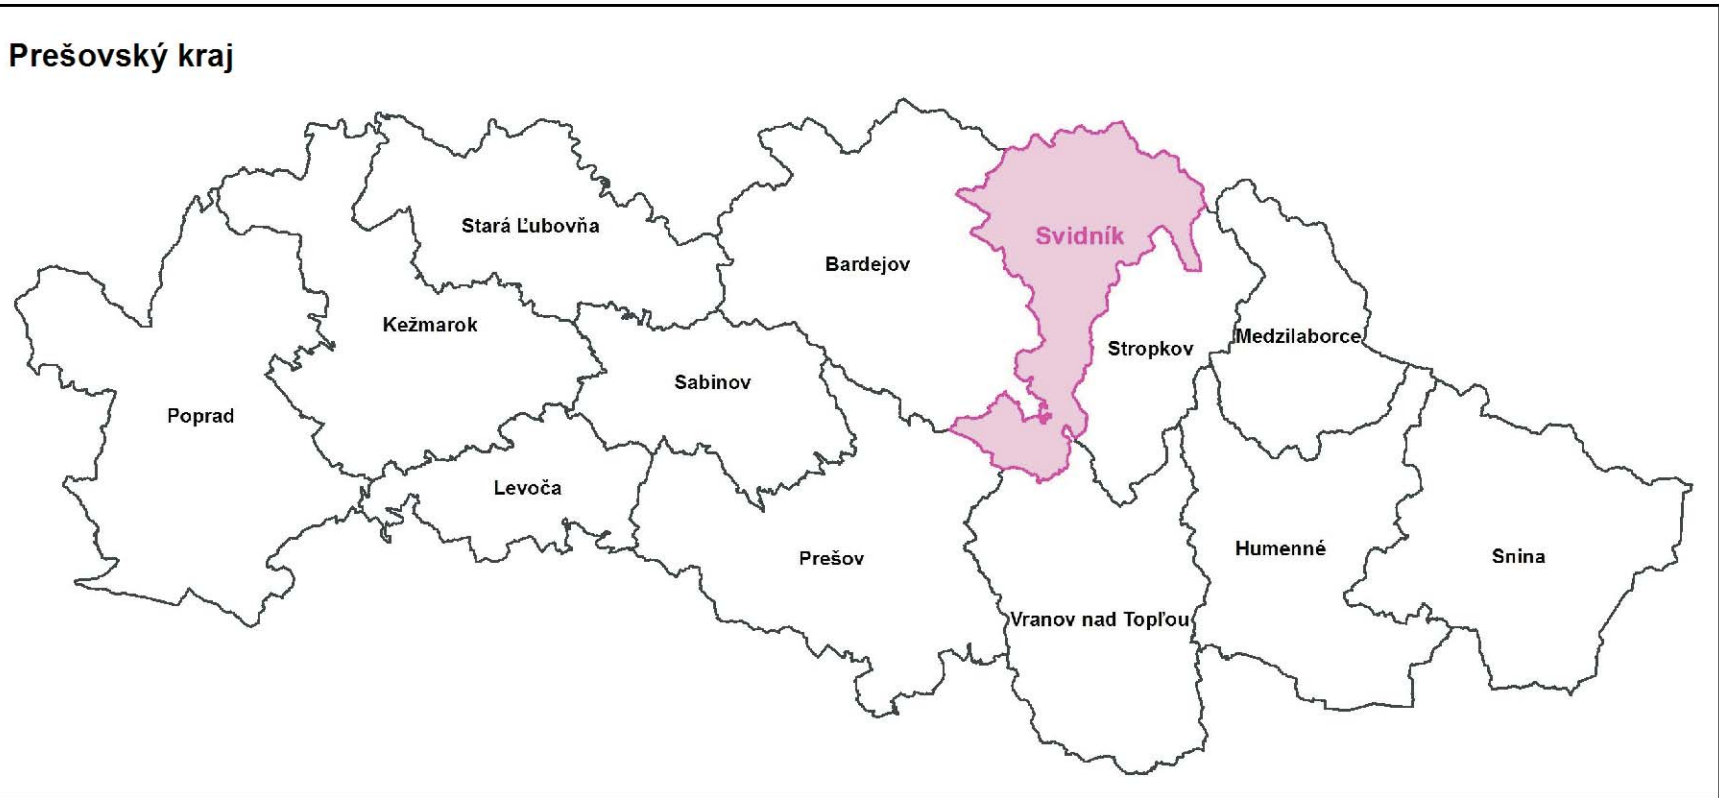 Prešovský kraj
Stará Ľubovňa
Svidník
Bardejov
Kežmarok
Medzilaborce
Stropkov
Sabinov
Poprad
Levoča
Humenné
Snina
Prešov
Vranov nad Topľou